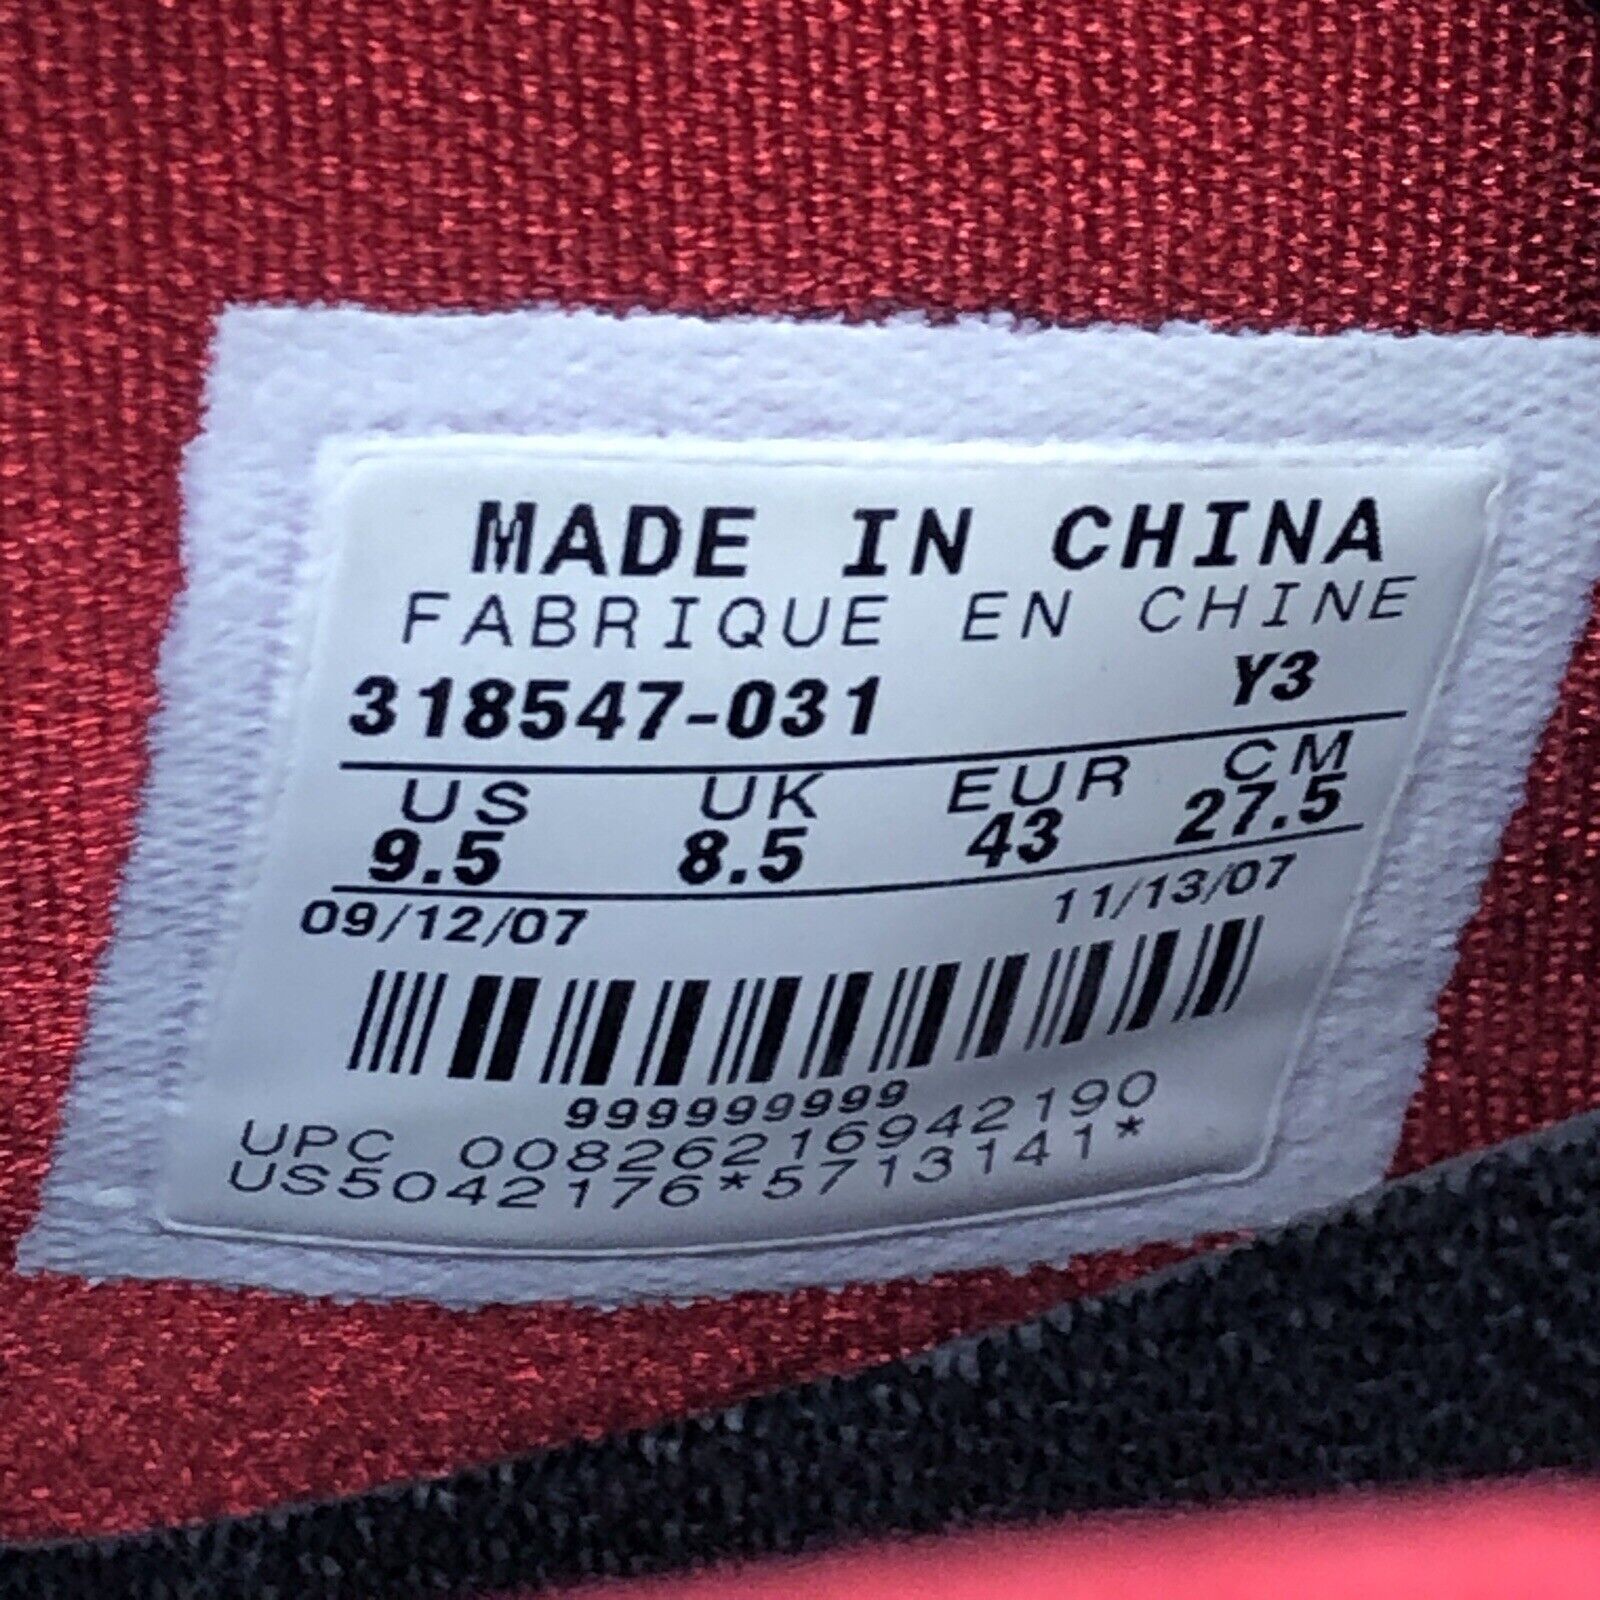 MADE IN CHINA
FABRIQUE EN CHINE
318547-031 Y3
US UK EUR CM
9.5 8.5 43 27.5
09/12/07 11/13/07
999999999
UPC 00826216942190
US5042176*5713141*